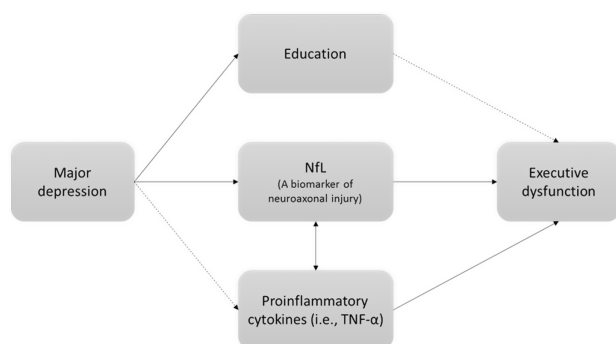 Education
Major
depression
NfL
(A biomarker of
neuroaxonal injury)
Executive
dysfunction
Proinflammatory
cytokines (i.e., TNF-α)